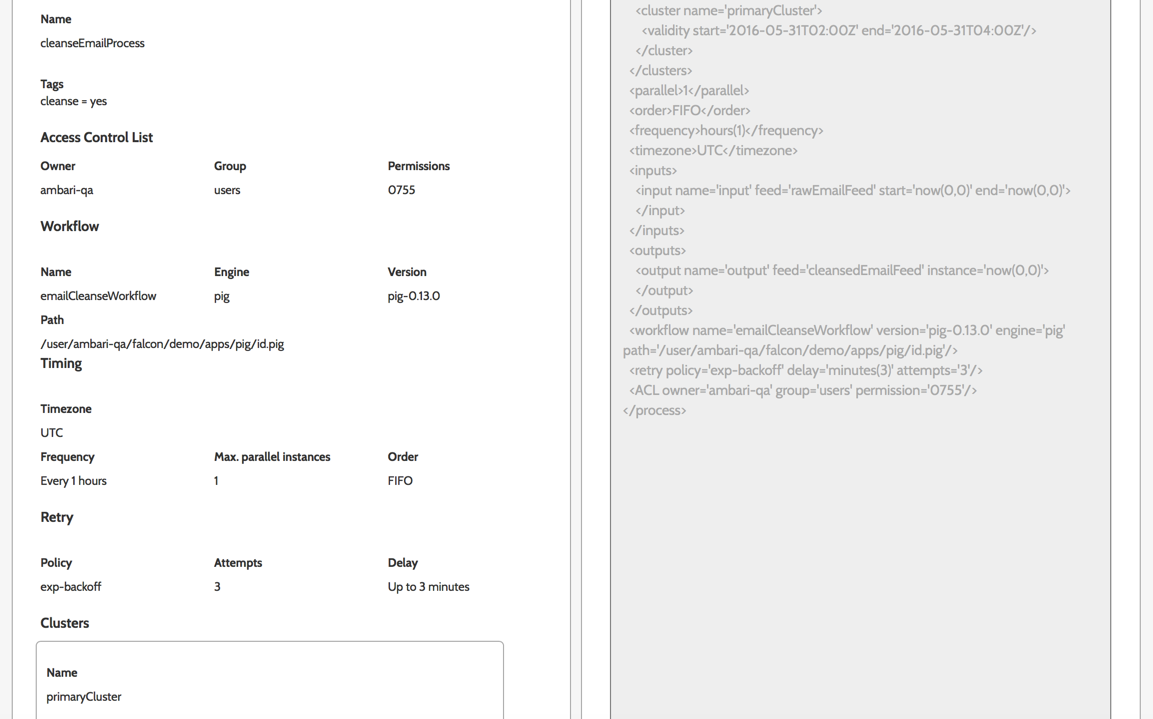 Name
cleanseEmailProcess
Tags
cleanse = yes
Access Control List
Owner Group Permissions
ambari-qa users 0755
Workflow
Name Engine Version
emailCleanseWorkflow pig pig-0.13.0
Path
/user/ambari-qa/falcon/demo/apps/pig/id.pig
Timing
Timezone
UTC
Frequency Max. parallel instances Order
Every 1 hours 1 FIFO
Retry
Policy Attempts Delay
exp-backoff 3 Up to 3 minutes
Clusters
Name
primaryCluster
<cluster name='primaryCluster'>
<validity start='2016-05-31T02:00Z' end='2016-05-31T04:00Z'/>
</cluster>
</clusters>
<parallel>1</parallel>
<order>FIFO</order>
<frequency>hours(1)</frequency>
<timezone>UTC</timezone>
<inputs>
<input name='input' feed='rawEmailFeed' start='now(0,0)' end='now(0,0)'>
</input>
</inputs>
<outputs>
<output name='output' feed='cleansedEmailFeed' instance='now(0,0)'>
</output>
</outputs>
<workflow name='emailCleanseWorkflow' version='pig-0.13.0' engine='pig'
path='/user/ambari-qa/falcon/demo/apps/pig/id.pig'/>
<retry policy='exp-backoff' delay='minutes(3)' attempts='3'/>
<ACL owner='ambari-qa' group='users' permission='0755'/>
</process>